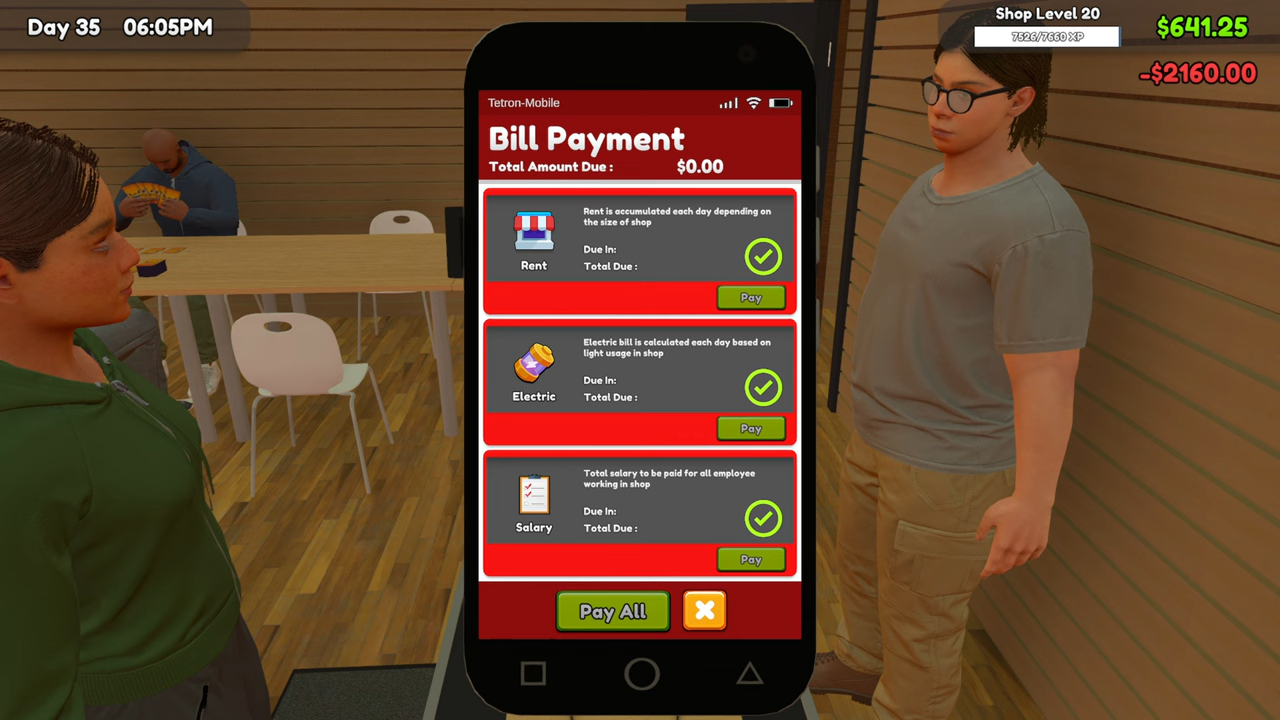 Day 35 06:05PM
Shop Level 20
7526/7660 XP
$641.25
-$2160.00
Tetron-Mobile
Bill Payment
Total Amount Due : $0.00
Rent is accumulated each day depending on
the size of shop
Due In:
Total Due :
Rent
Pay
Electric bill is calculated each day based on
light usage in shop
Due In:
Total Due :
Electric
Pay
Total salary to be paid for all employee
working in shop
Due In:
Total Due :
Salary
Pay
Pay All